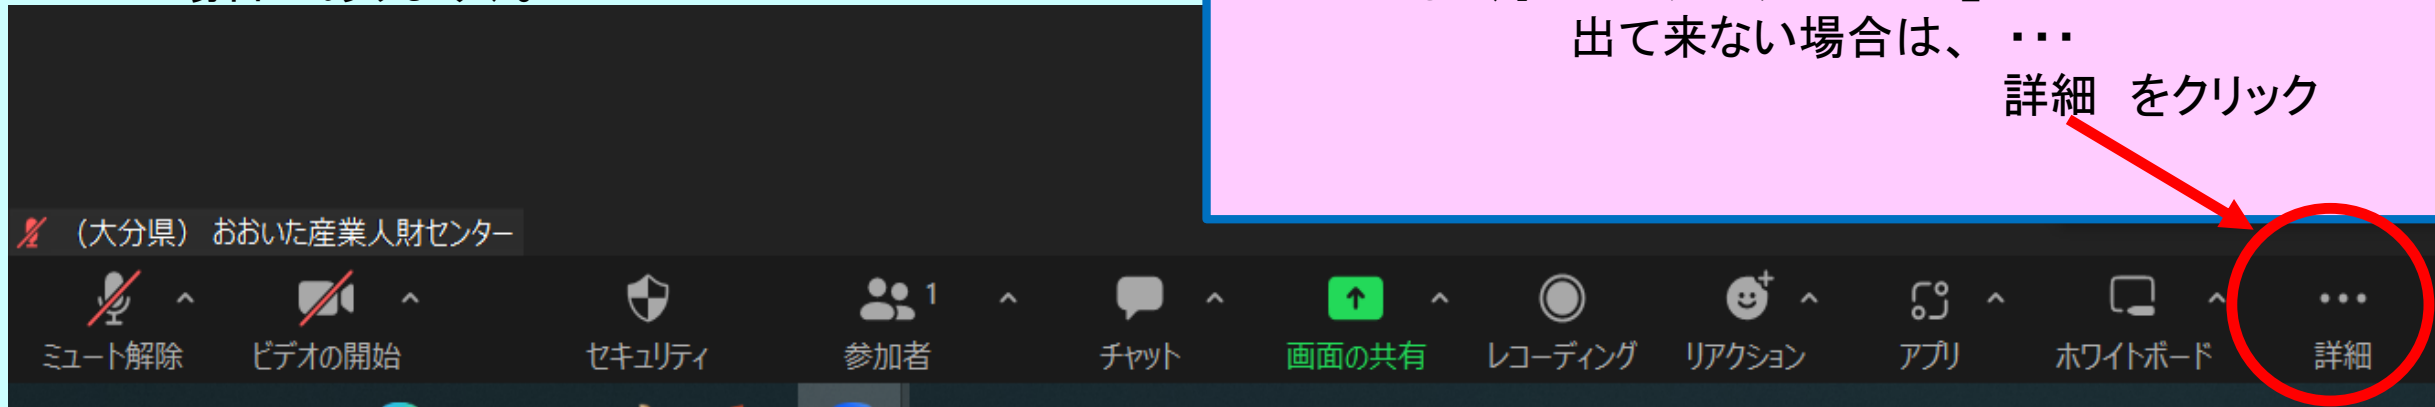 出て来ない場合は、 ・・・
詳細 をクリック
（大分県） おおいた産業人財センター
1
ミュート解除 ビデオの開始 セキュリティ 参加者 チャット 画面の共有 レコーディング リアクション アプリ ホワイトボード 詳細